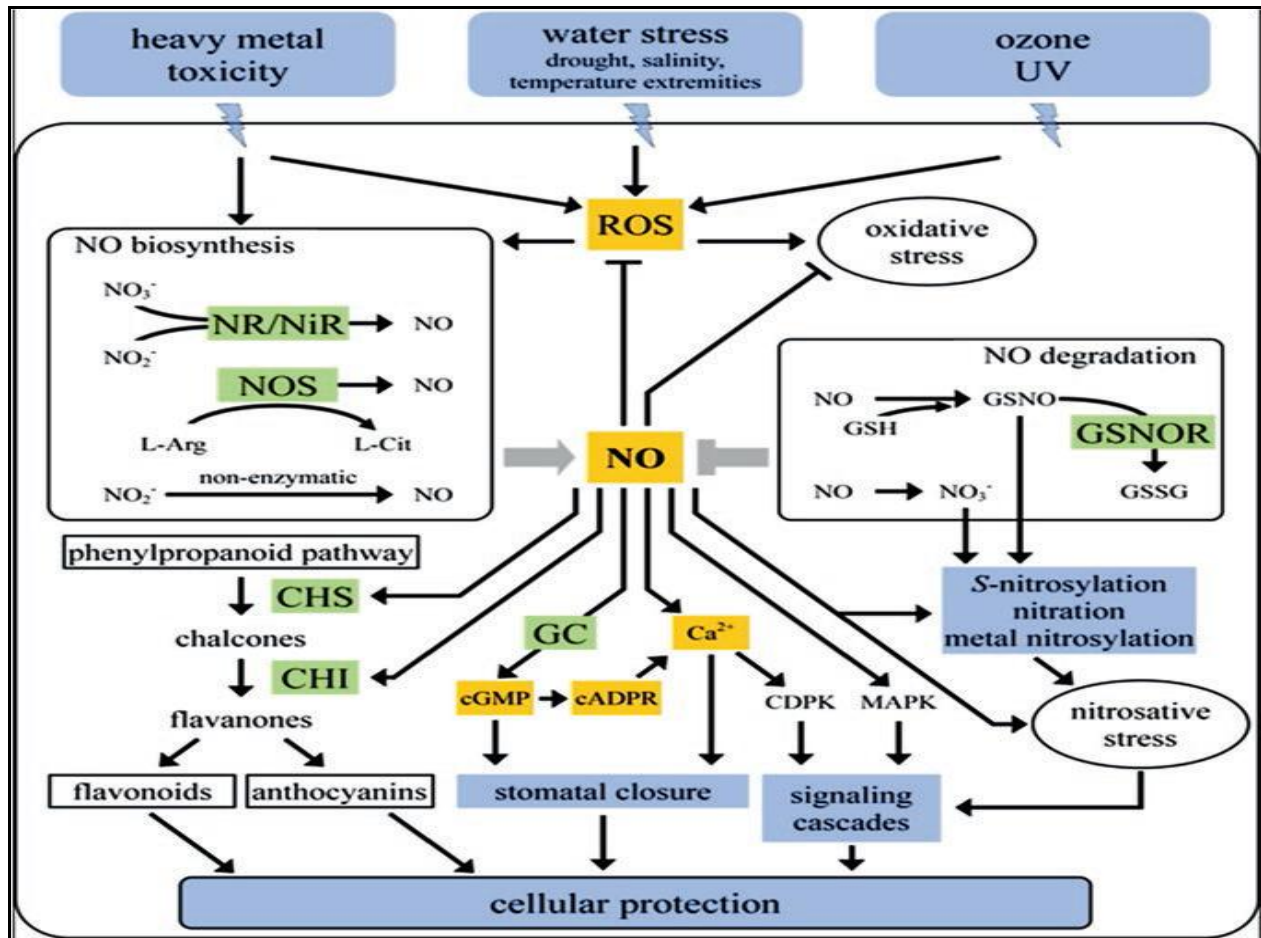 heavy metal
toxicity
water stress
drought, salinity,
temperature extremities
ozone
UV
ROS
oxidative
stress
NO biosynthesis
NO₃⁻
NR/NiR
NO
NO₂⁻
NOS
NO
L-Arg
L-Cit
non-enzymatic
NO₂⁻
NO
NO
NO degradation
NO
GSNO
GSH
GSNOR
NO
NO₃⁻
GSSG
phenylpropanoid pathway
CHS
chalcones
CHI
flavanones
flavonoids
anthocyanins
GC
Ca²⁺
cGMP
cADPR
CDPK
MAPK
S-nitrosylation
nitration
metal nitrosylation
nitrosative
stress
stomatal closure
signaling
cascades
cellular protection